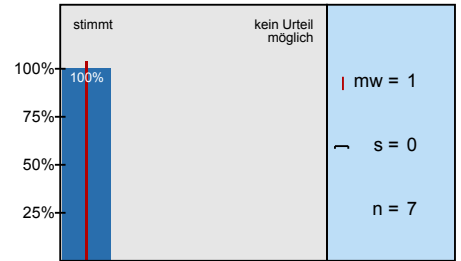 stimmt
kein Urteil
möglich
100%
100%
75%
50%
25%
mw = 1
s = 0
n = 7